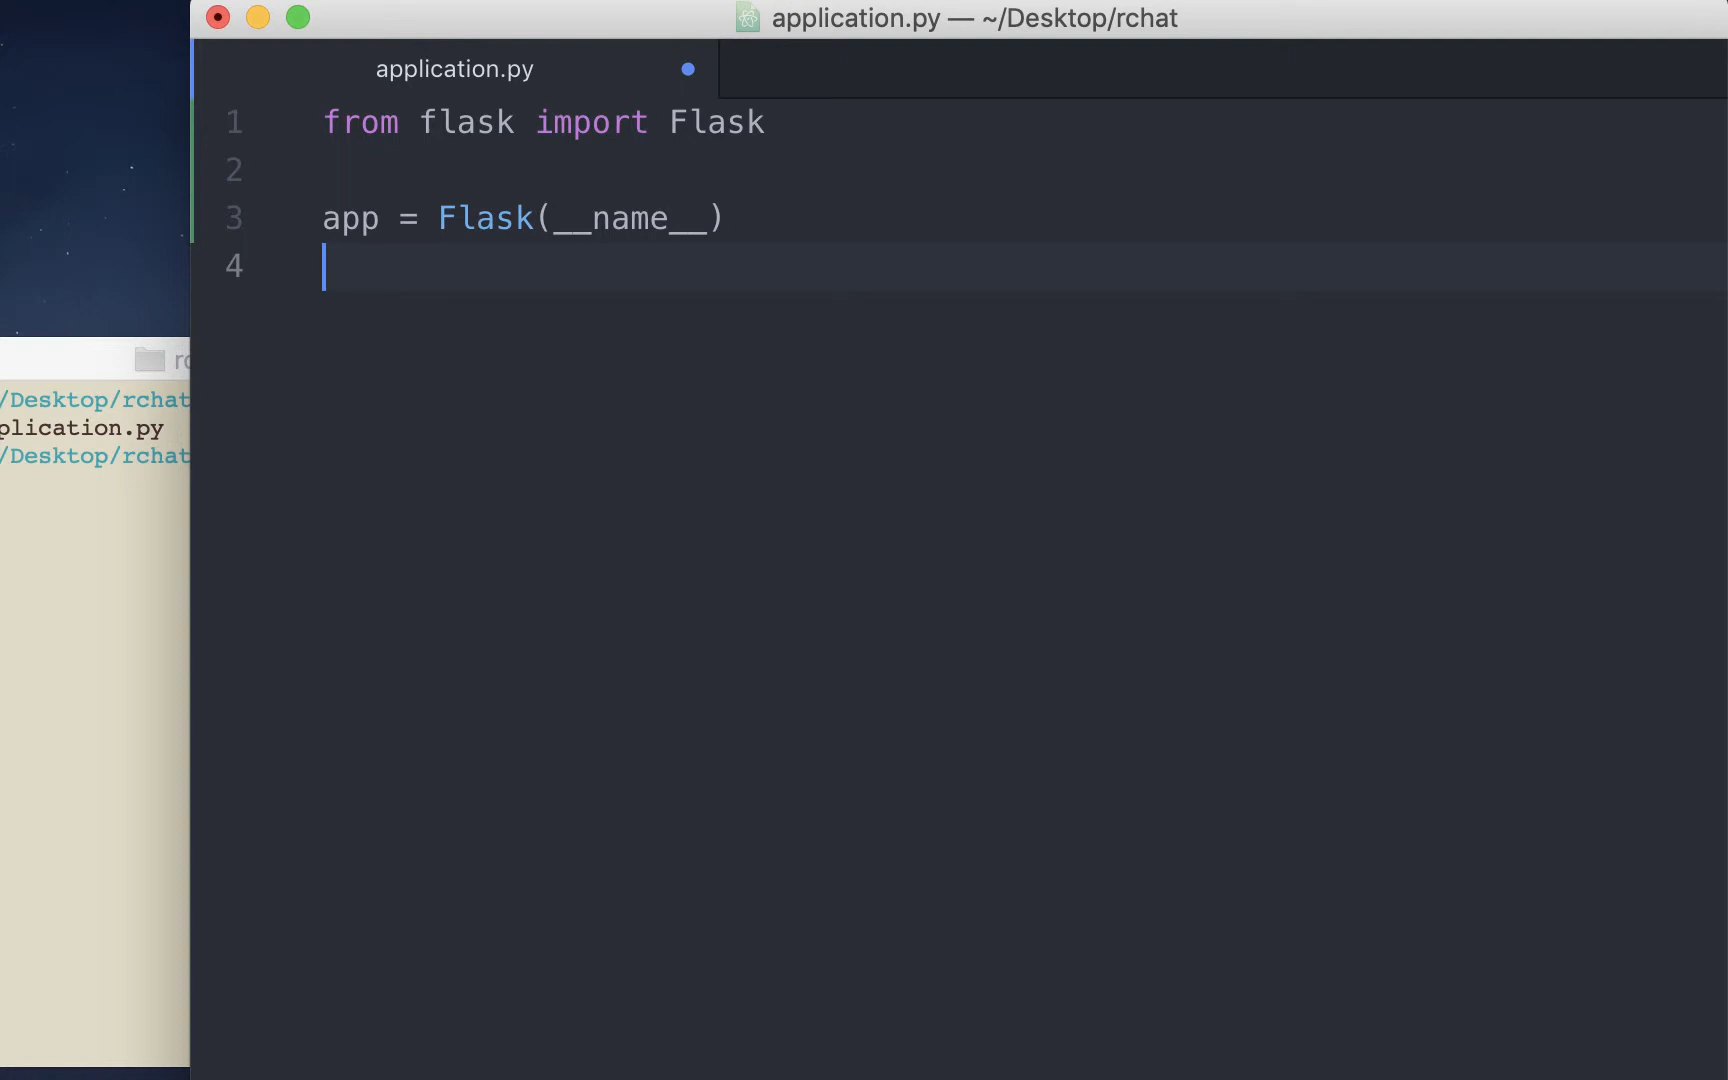 application.py — ~/Desktop/rchat
application.py
1 from flask import Flask
2
3 app = Flask(__name__)
4
/Desktop/rchat
plication.py
/Desktop/rchat